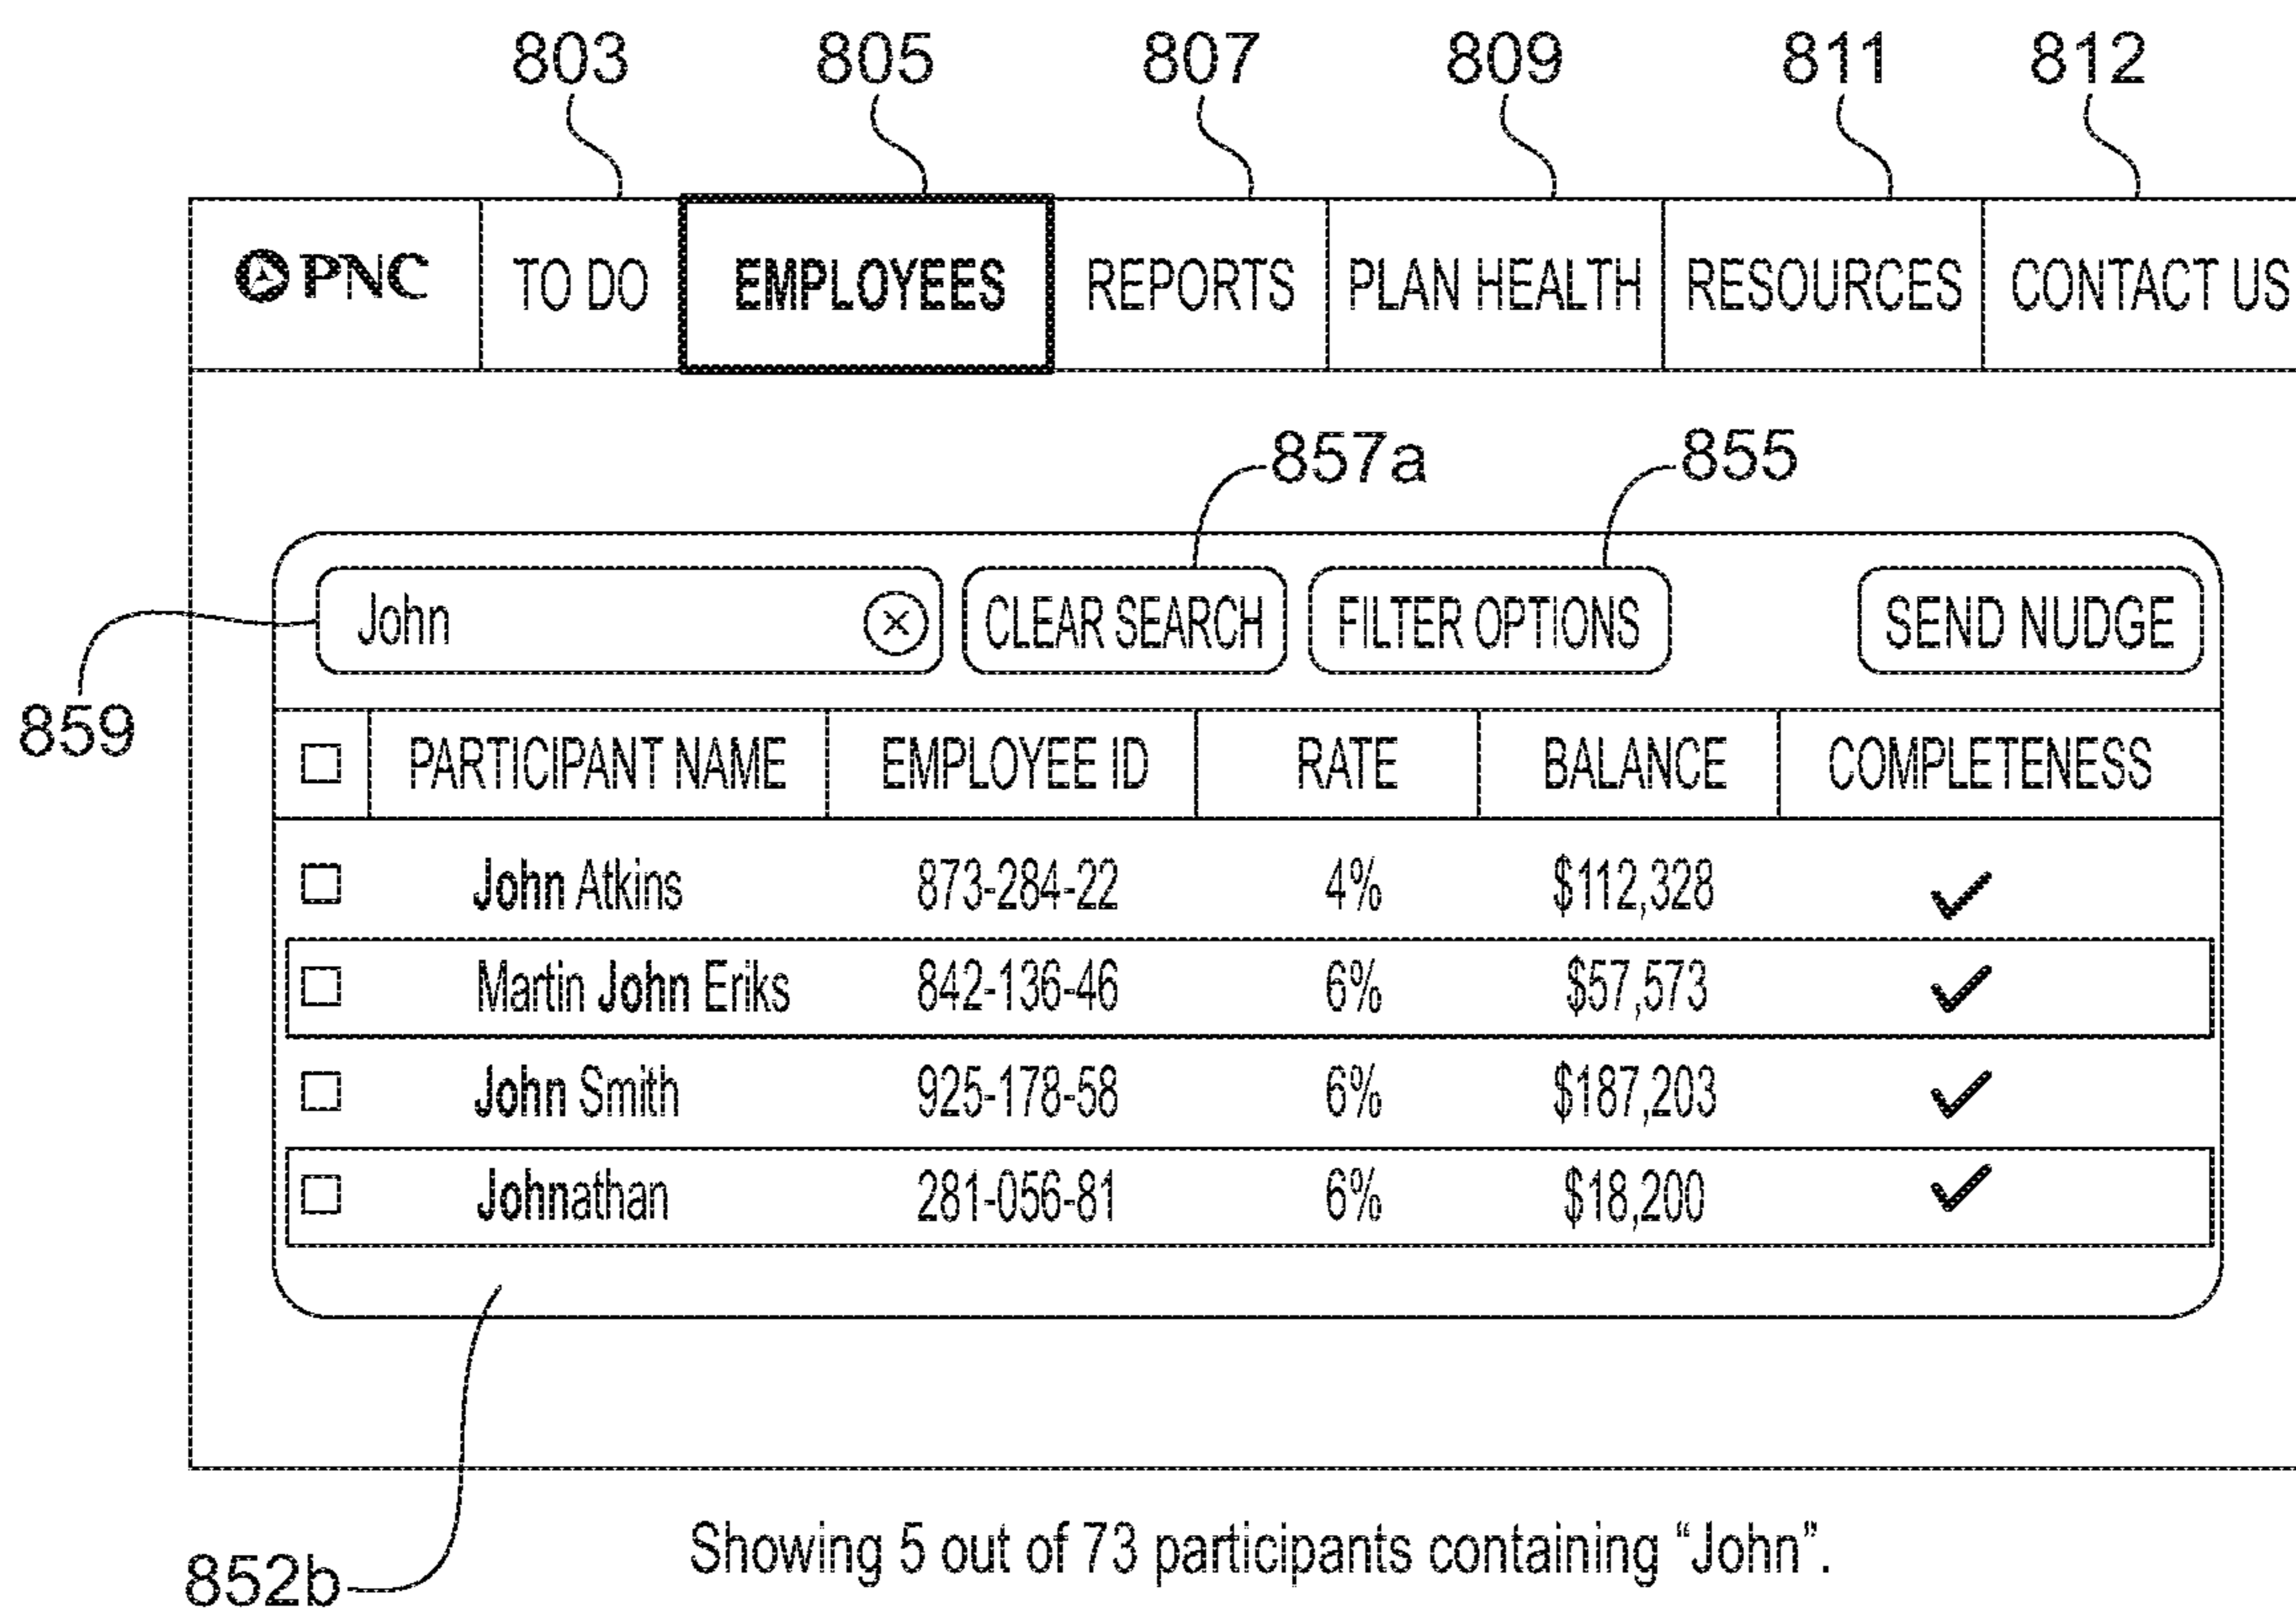 803 805 807 809 811 812
PNC TO DO EMPLOYEES REPORTS PLAN HEALTH RESOURCES CONTACT US
857a 855
John CLEAR SEARCH FILTER OPTIONS SEND NUDGE
859
PARTICIPANT NAME EMPLOYEE ID RATE BALANCE COMPLETENESS
John Atkins 873-284-22 4% $112,328
Martin John Eriks 842-136-46 6% $57,573
John Smith 925-178-58 6% $187,203
Johnathan 281-056-81 6% $18,200
Showing 5 out of 73 participants containing “John”.
852b